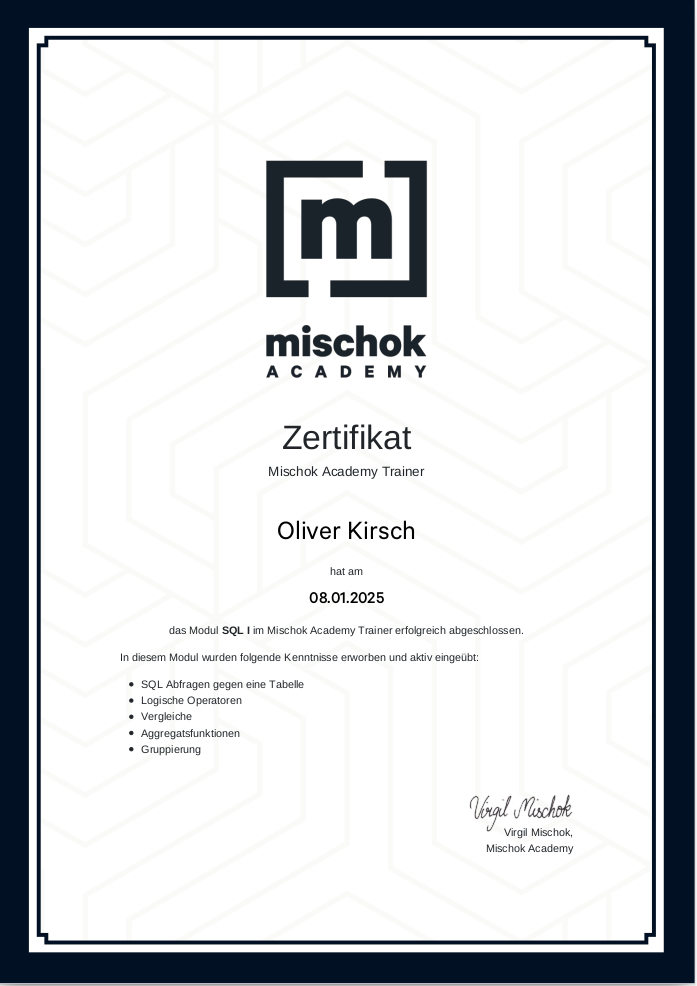 m
mischok
ACADEMY
Zertifikat
Mischok Academy Trainer
Oliver Kirsch
hat am
08.01.2025
das Modul SQL I im Mischok Academy Trainer erfolgreich abgeschlossen.
In diesem Modul wurden folgende Kenntnisse erworben und aktiv eingeübt:
• SQL Abfragen gegen eine Tabelle
• Logische Operatoren
• Vergleiche
• Aggregatsfunktionen
• Gruppierung
Virgil Mischok
Virgil Mischok,
Mischok Academy